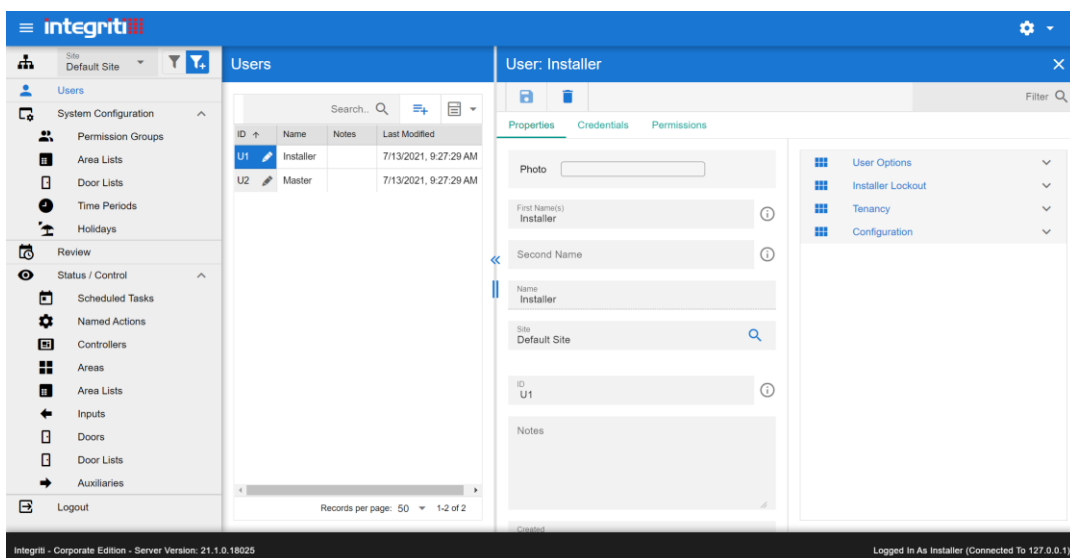 integriti
Site
Default Site
Users
System Configuration
Permission Groups
Area Lists
Door Lists
Time Periods
Holidays
Review
Status / Control
Scheduled Tasks
Named Actions
Controllers
Areas
Area Lists
Inputs
Doors
Door Lists
Auxiliaries
Logout
Users
Search..
ID Name Notes Last Modified
U1 Installer 7/13/2021, 9:27:29 AM
U2 Master 7/13/2021, 9:27:29 AM
Records per page: 50 1-2 of 2
User: Installer
Filter
Properties Credentials Permissions
Photo
First Name(s)
Installer
Second Name
Name
Installer
Site
Default Site
ID
U1
Notes
Created
User Options
Installer Lockout
Tenancy
Configuration
Integriti - Corporate Edition - Server Version: 21.1.0.18025
Logged In As Installer (Connected To 127.0.0.1)